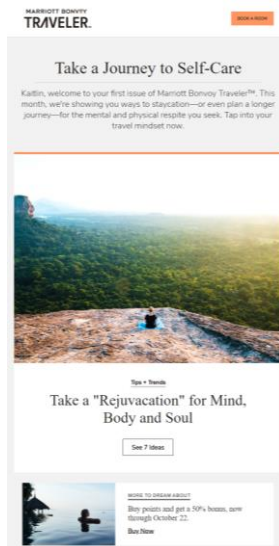 MARRIOTT BONVOY
TRAVELER.
BOOK A ROOM
Take a Journey to Self-Care
Kaitlin, welcome to your first issue of Marriott Bonvoy Traveler™. This
month, we're showing you ways to staycation—or even plan a longer
journey—for the mental and physical respite you seek. Tap into your
travel mindset now.
Tips + Trends
Take a "Rejuvacation" for Mind,
Body and Soul
See 7 Ideas
MORE TO DREAM ABOUT
Buy points and get a 50% bonus, now
through October 22.
Buy Now